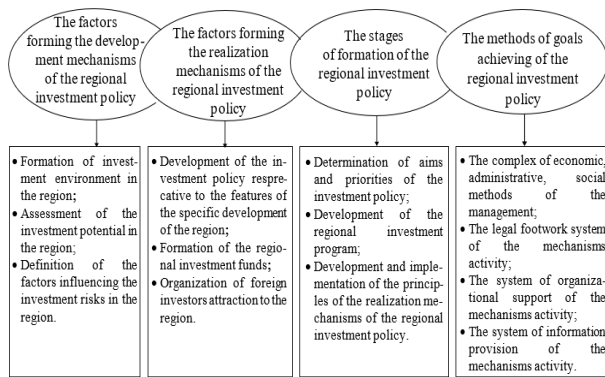 The factors
forming the develop-
ment mechanisms
of the regional
investment policy
The factors forming
the realization
mechanisms of the
regional investment
policy
The stages
of formation of the
regional investment
policy
The methods of goals
achieving of the
regional investment
policy
• Formation of invest-
ment environment in
the region;
• Assessment of the
investment potential in
the region;
• Definition of the
factors influencing the
investment risks in the
region.
• Development of the in-
vestment policy respre-
cative to the features of
the specific development
of the region;
• Formation of the regio-
nal investment funds;
• Organization of foreign
investors attraction to the
region.
• Determination of aims
and priorities of the
investment policy;
• Development of the
regional investment
program;
• Development and imple-
mentation of the princip-
les of the realization me-
chanisms of the regional
investment policy.
• The complex of economic,
administrative, social
methods of the
management;
• The legal footwork system
of the mechanisms
activity;
• The system of organiza-
tional support of the
mechanisms activity;
• The system of information
provision of the
mechanisms activity.